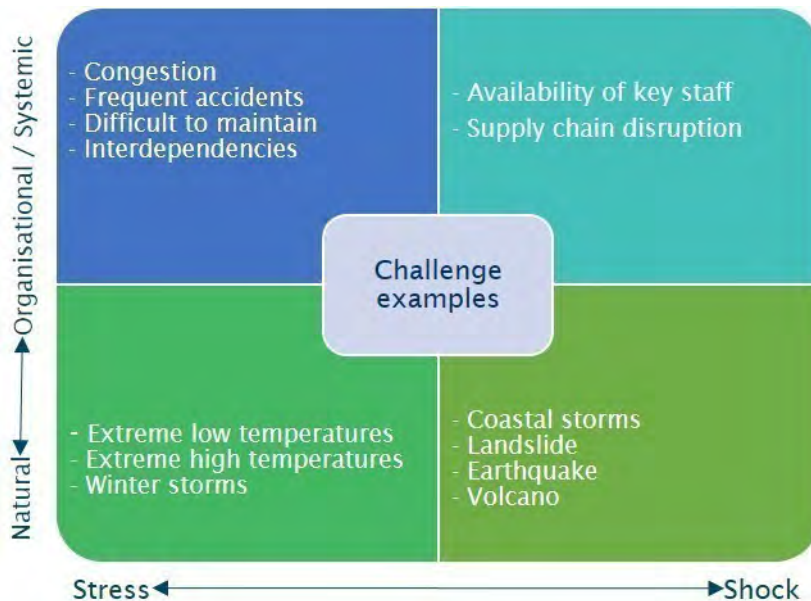 - Congestion
- Frequent accidents
- Difficult to maintain
- Interdependencies
- Availability of key staff
- Supply chain disruption
Challenge
examples
- Extreme low temperatures
- Extreme high temperatures
- Winter storms
- Coastal storms
- Landslide
- Earthquake
- Volcano
Organisational / Systemic
Natural
Stress
Shock